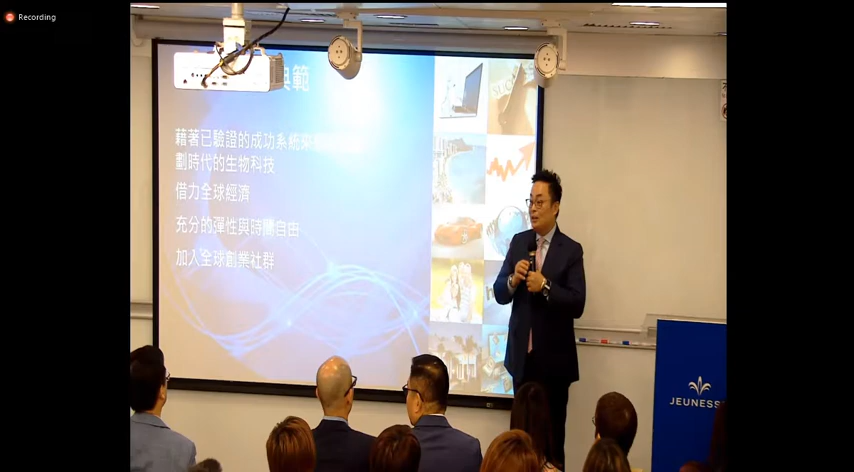 Recording
典範
藉著已驗證的成功系統來
劃時代的生物科技
借力全球經濟
充分的彈性與時間自由
加入全球創業社群
SUCC
JEUNESS